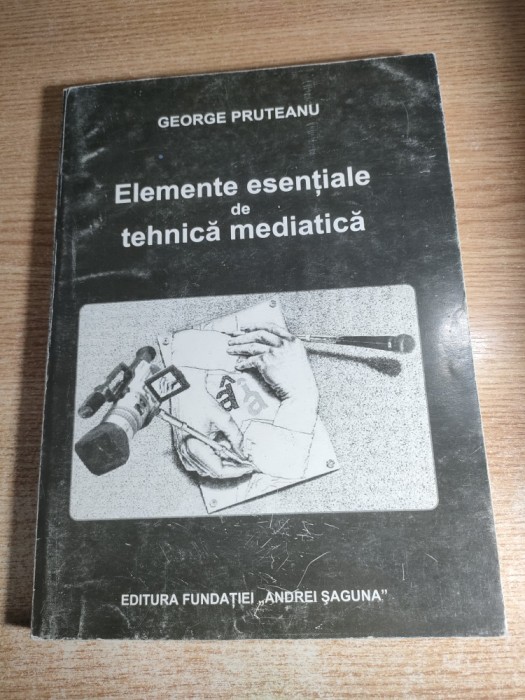 GEORGE PRUTEANU
Elemente esențiale
de
tehnică mediatică
â
â
EDITURA FUNDAȚIEI „ANDREI ȘAGUNA”